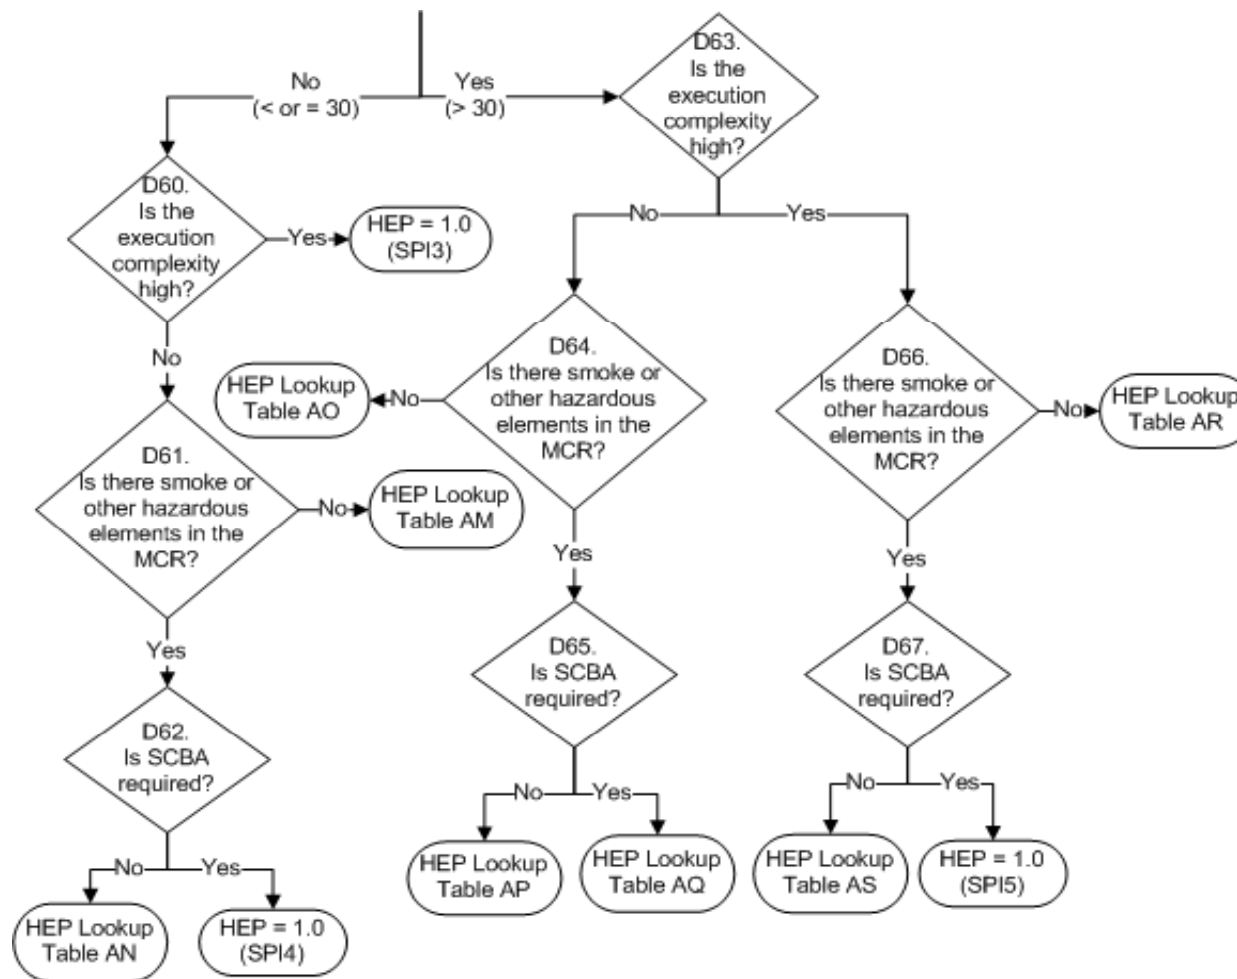 No
(< or = 30)
Yes
(> 30)
D63.
Is the
execution
complexity
high?
D60.
Is the
execution
complexity
high?
Yes
HEP = 1.0
(SPI3)
No
Yes
No
D64.
Is there smoke or
other hazardous
elements in the
MCR?
No
HEP Lookup
Table AO
D66.
Is there smoke or
other hazardous
elements in the
MCR?
No
HEP Lookup
Table AR
D61.
Is there smoke or
other hazardous
elements in the
MCR?
No
HEP Lookup
Table AM
Yes
Yes
Yes
D65.
Is SCBA
required?
D67.
Is SCBA
required?
D62.
Is SCBA
required?
No
Yes
No
Yes
HEP Lookup
Table AP
HEP Lookup
Table AQ
HEP Lookup
Table AS
HEP = 1.0
(SPI5)
No
Yes
HEP Lookup
Table AN
HEP = 1.0
(SPI4)